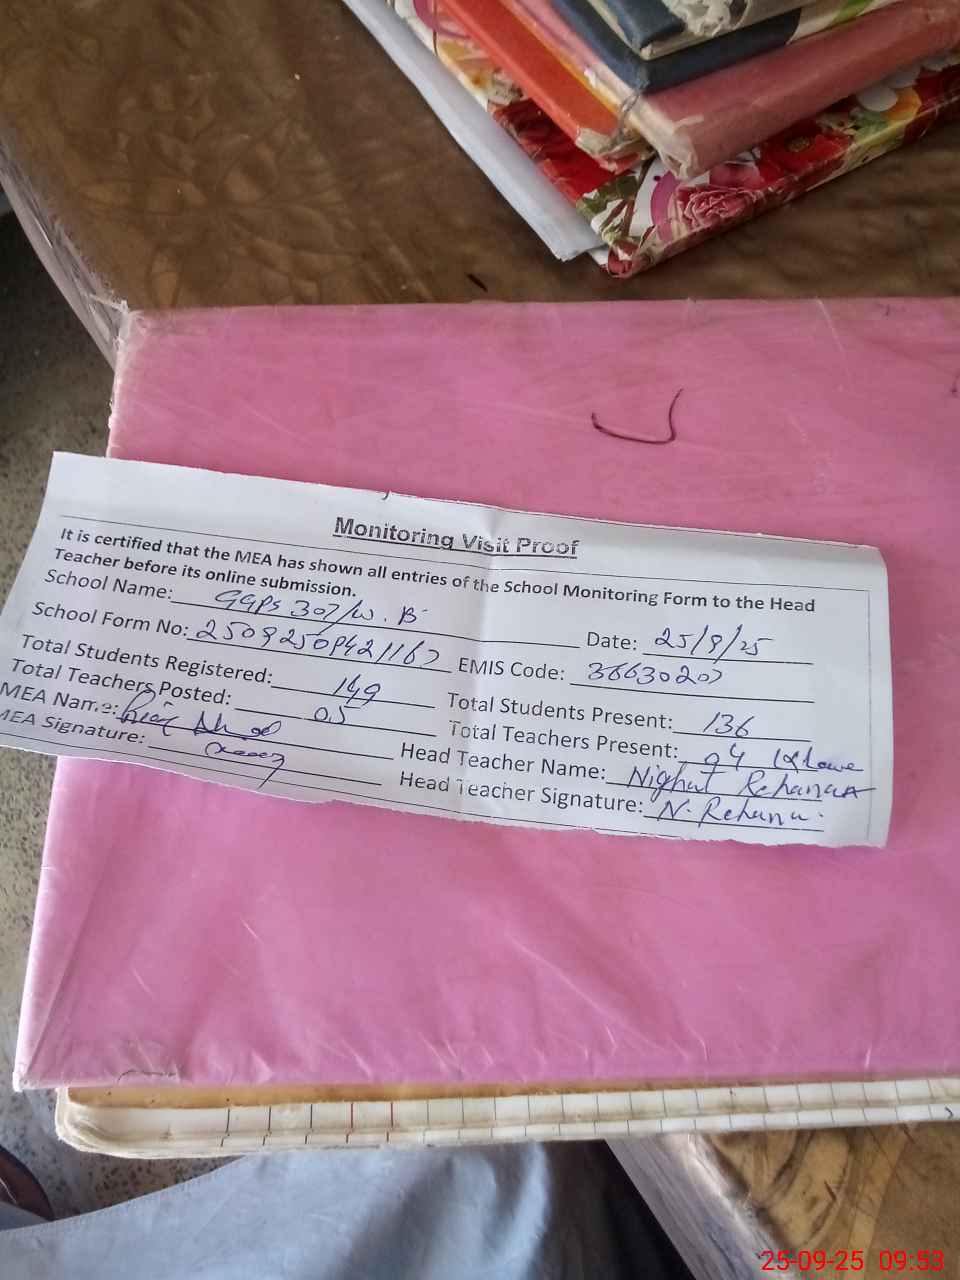 Monitoring Visit Proof
It is certified that the MEA has shown all entries of the School Monitoring Form to the Head
Teacher before its online submission.
School Name: GGPS 307/W.B Date: 25/9/25
School Form No: EMIS Code: 36630207
Total Students Registered: 149 Total Students Present: 136
Total Teachers Posted: 05 Total Teachers Present: 04 1xLeave
MEA Name: Head Teacher Name: Nighat Rehana
MEA Signature: Head Teacher Signature: N. Rehana.
25-09-25 09:53